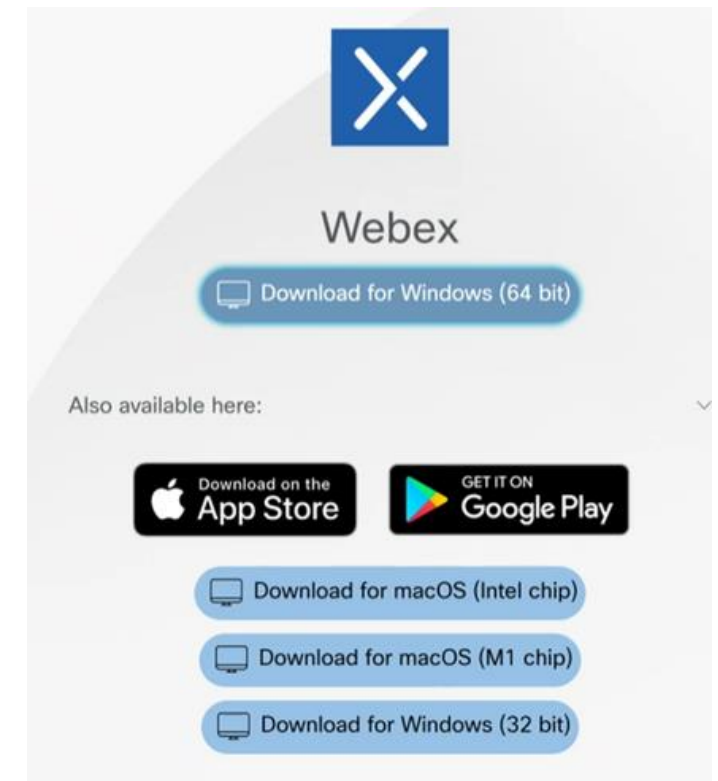 Webex
Download for Windows (64 bit)
Also available here:
Download on the
App Store
GET IT ON
Google Play
Download for macOS (Intel chip)
Download for macOS (M1 chip)
Download for Windows (32 bit)